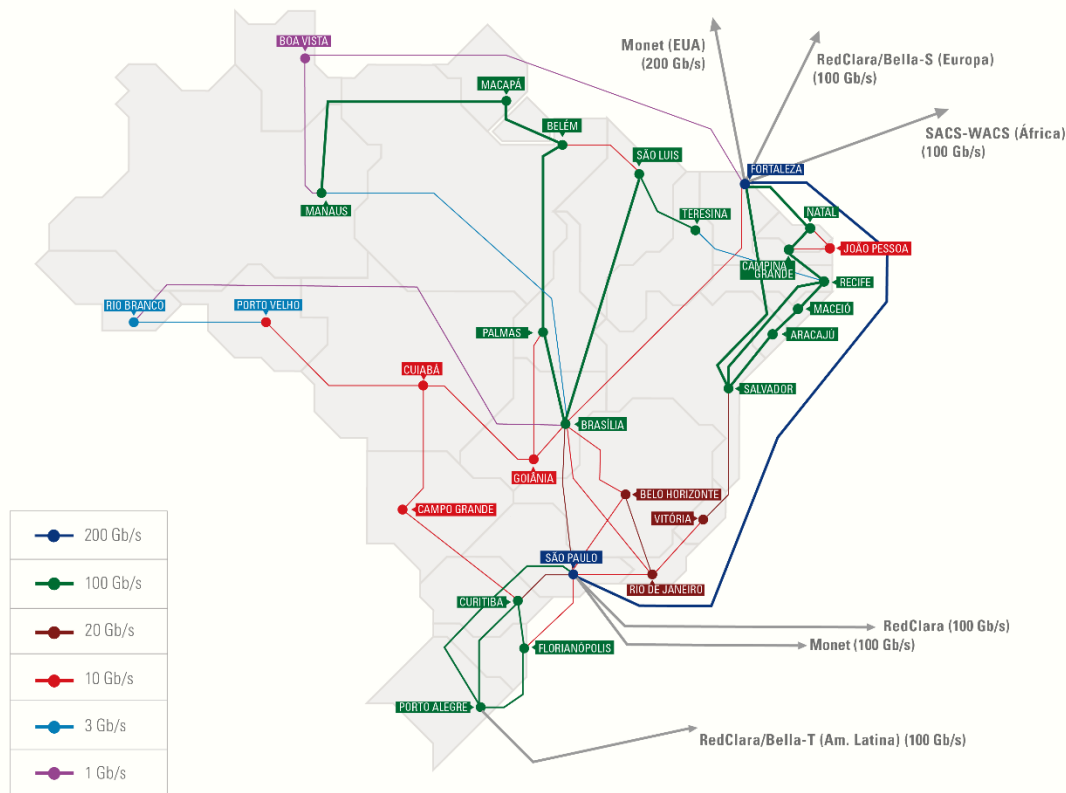 BOA VISTA
Monet (EUA)
(200 Gb/s)
RedClara/Bella-S (Europa)
(100 Gb/s)
MACAPÁ
SACS-WACS (África)
(100 Gb/s)
BELÉM
SÃO LUIS
FORTALEZA
MANAUS
TERESINA
NATAL
JOÃO PESSOA
CAMPINA
GRANDE
RECIFE
RIO BRANCO
PORTO VELHO
MACEIÓ
PALMAS
ARACAJÚ
CUIABÁ
SALVADOR
BRASÍLIA
GOIÂNIA
BELO HORIZONTE
CAMPO GRANDE
VITÓRIA
200 Gb/s
SÃO PAULO
100 Gb/s
RIO DE JANEIRO
CURITIBA
20 Gb/s
RedClara (100 Gb/s)
Monet (100 Gb/s)
FLORIANÓPOLIS
10 Gb/s
PORTO ALEGRE
3 Gb/s
RedClara/Bella-T (Am. Latina) (100 Gb/s)
1 Gb/s